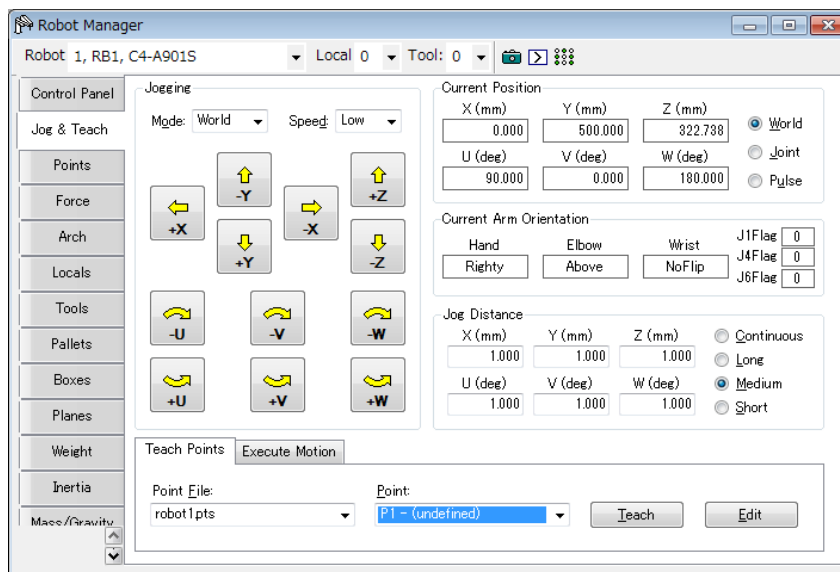 Robot Manager
Robot 1, RB1, C4-A901S Local 0 Tool: 0
Control Panel
Jog & Teach
Points
Force
Arch
Locals
Tools
Pallets
Boxes
Planes
Weight
Inertia
Mass/Gravity
Jogging
Mode: World Speed: Low
-Y
+Z
+X
-X
+Y
-Z
-U -V -W
+U +V +W
Current Position
X (mm) Y (mm) Z (mm)
0.000 500.000 322.738
U (deg) V (deg) W (deg)
90.000 0.000 180.000
World
Joint
Pulse
Current Arm Orientation
Hand Elbow Wrist
Righty Above NoFlip
J1Flag 0
J4Flag 0
J6Flag 0
Jog Distance
X (mm) Y (mm) Z (mm)
1.000 1.000 1.000
U (deg) V (deg) W (deg)
1.000 1.000 1.000
Continuous
Long
Medium
Short
Teach Points Execute Motion
Point File: Point:
robot1.pts P1 - (undefined) Teach Edit